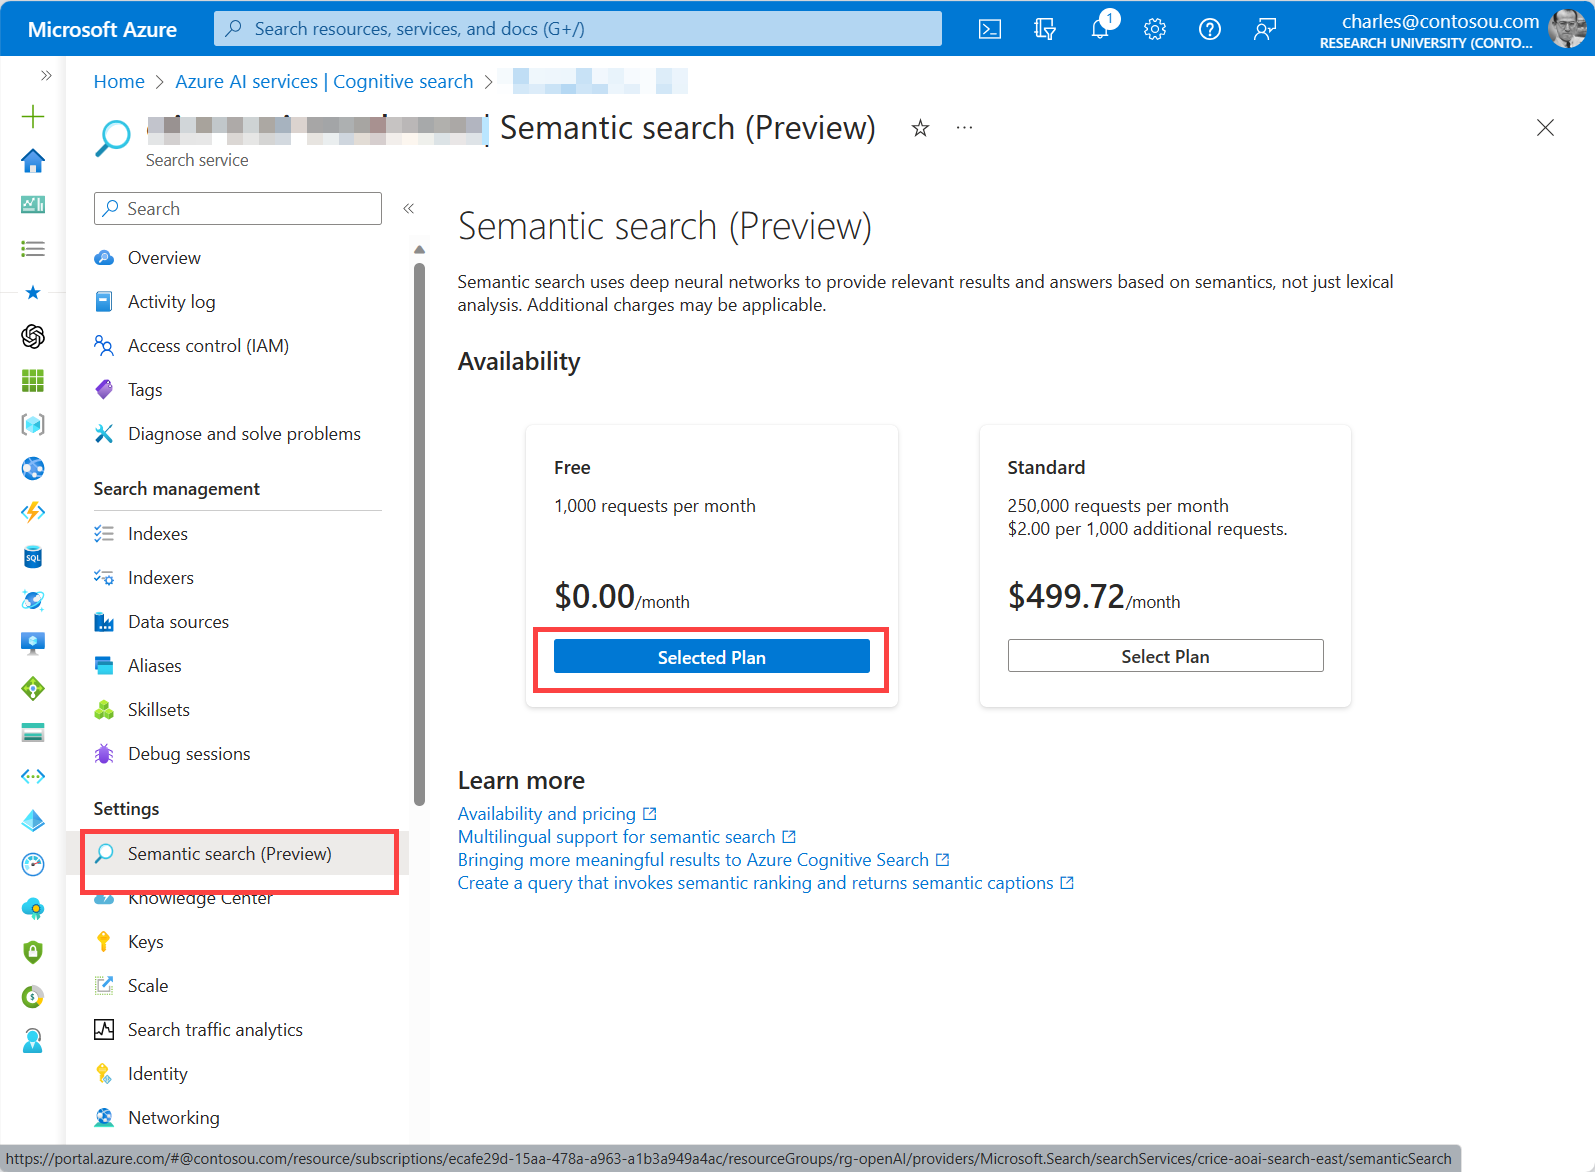 Microsoft Azure
Search resources, services, and docs (G+/)
1
charles@contosou.com
RESEARCH UNIVERSITY (CONTO...
Home > Azure AI services | Cognitive search >
Semantic search (Preview)
Search service
Search
Overview
Activity log
Access control (IAM)
Tags
Diagnose and solve problems
Search management
Indexes
Indexers
Data sources
Aliases
Skillsets
Debug sessions
Settings
Semantic search (Preview)
Knowledge Center
Keys
Scale
Search traffic analytics
Identity
Networking
Semantic search (Preview)
Semantic search uses deep neural networks to provide relevant results and answers based on semantics, not just lexical
analysis. Additional charges may be applicable.
Availability
Free
1,000 requests per month
$0.00/month
Selected Plan
Standard
250,000 requests per month
$2.00 per 1,000 additional requests.
$499.72/month
Select Plan
Learn more
Availability and pricing
Multilingual support for semantic search
Bringing more meaningful results to Azure Cognitive Search
Create a query that invokes semantic ranking and returns semantic captions
https://portal.azure.com/#@contosou.com/resource/subscriptions/ecafe29d-15aa-478a-a963-a1b3a949a4ac/resourceGroups/rg-openAI/providers/Microsoft.Search/searchServices/crice-aoai-search-east/semanticSearch